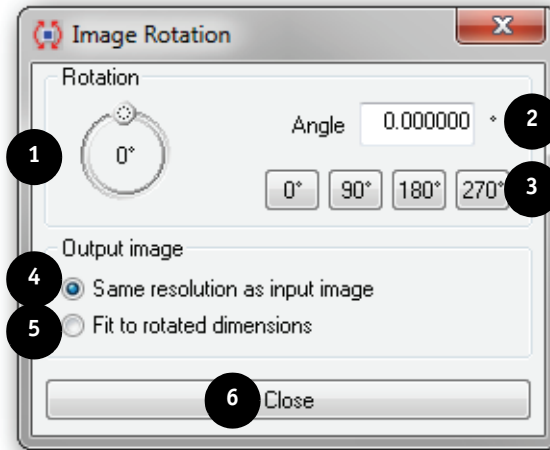 Image Rotation
Rotation
1
0°
Angle 0.000000 ° 2
0° 90° 180° 270° 3
Output image
4 Same resolution as input image
5 Fit to rotated dimensions
6 Close